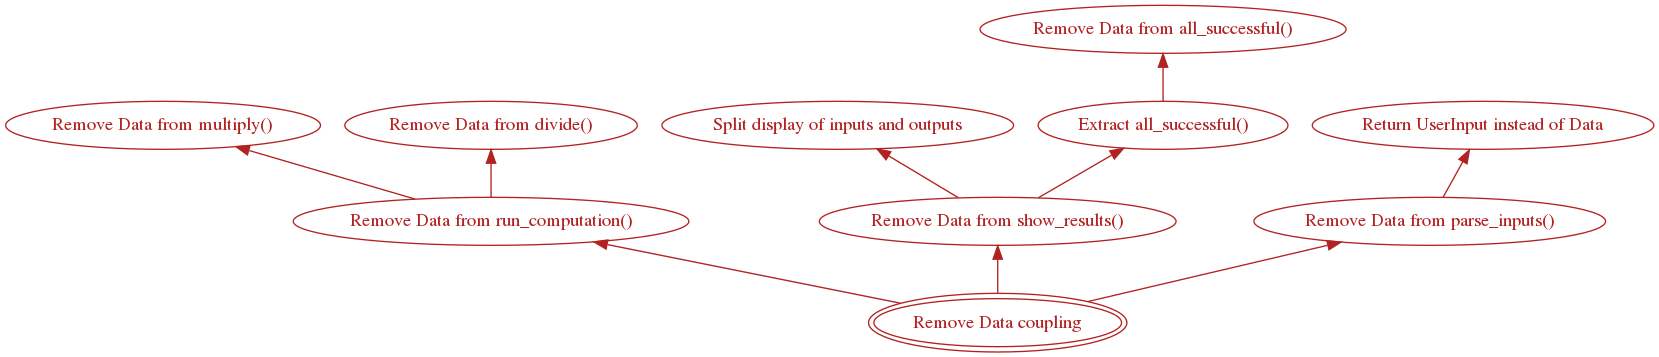 Remove Data from all_successful()
Remove Data from multiply()
Remove Data from divide()
Split display of inputs and outputs
Extract all_successful()
Return UserInput instead of Data
Remove Data from run_computation()
Remove Data from show_results()
Remove Data from parse_inputs()
Remove Data coupling